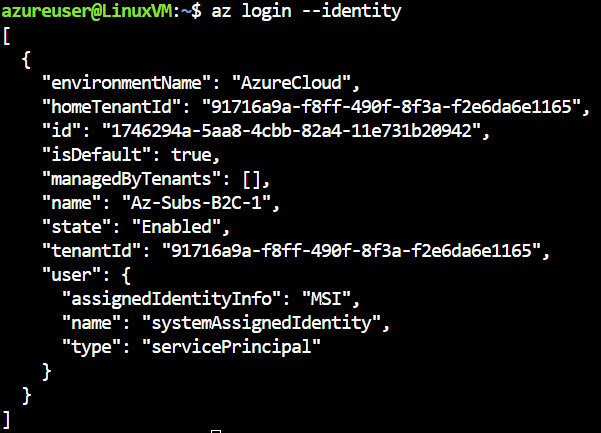 azureuser@LinuxVM:~$ az login --identity
[
  {
    "environmentName": "AzureCloud",
    "homeTenantId": "91716a9a-f8ff-490f-8f3a-f2e6da6e1165",
    "id": "1746294a-5aa8-4cbb-82a4-11e731b20942",
    "isDefault": true,
    "managedByTenants": [],
    "name": "Az-Subs-B2C-1",
    "state": "Enabled",
    "tenantId": "91716a9a-f8ff-490f-8f3a-f2e6da6e1165",
    "user": {
      "assignedIdentityInfo": "MSI",
      "name": "systemAssignedIdentity",
      "type": "servicePrincipal"
    }
  }
]